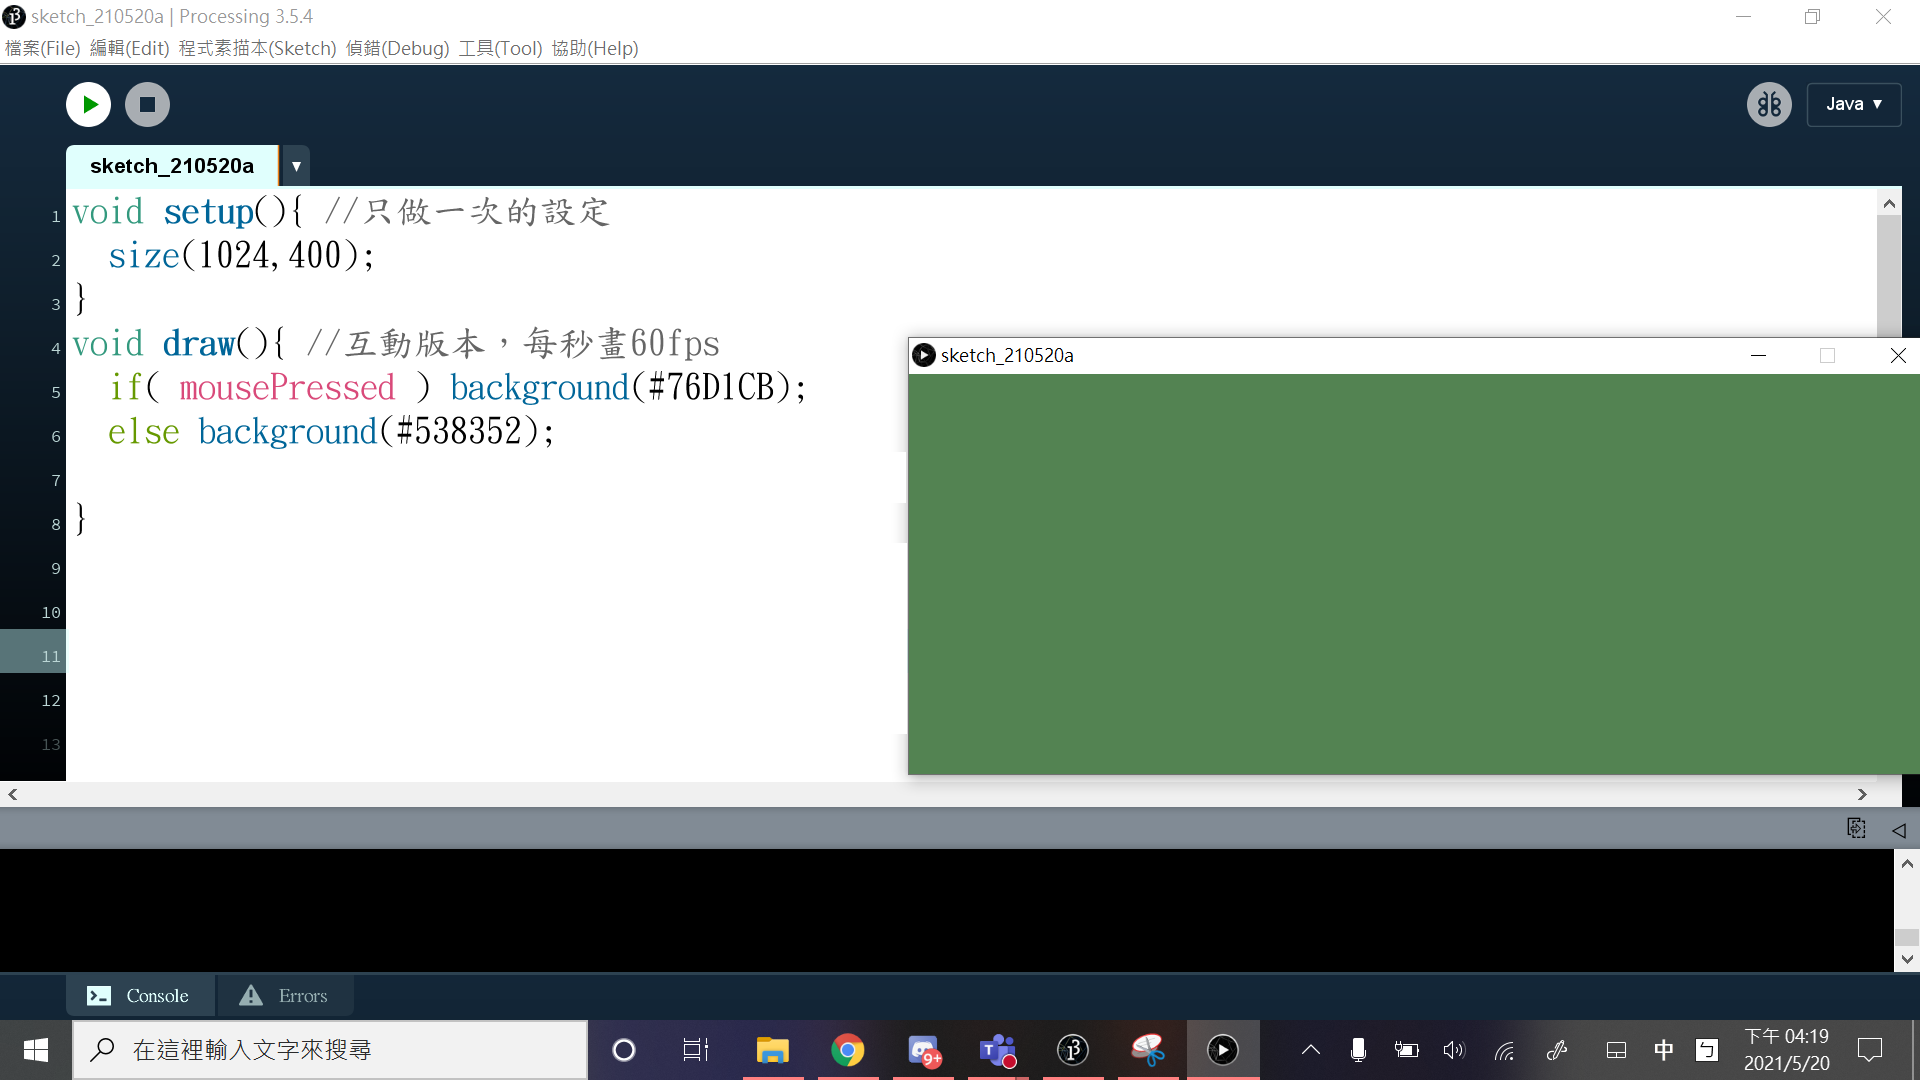 sketch_210520a | Processing 3.5.4
檔案(File) 編輯(Edit) 程式素描本(Sketch) 偵錯(Debug) 工具(Tool) 協助(Help)
Java ▼
sketch_210520a ▼
1 void setup(){ //只做一次的設定
2 size(1024,400);
3 }
4 void draw(){ //互動版本，每秒畫60fps
5 if( mousePressed ) background(#76D1CB);
6 else background(#538352);
7
8 }
9
10
11
12
13
sketch_210520a
Console Errors
在這裡輸入文字來搜尋
9+
中
ㄅ
下午 04:19
2021/5/20